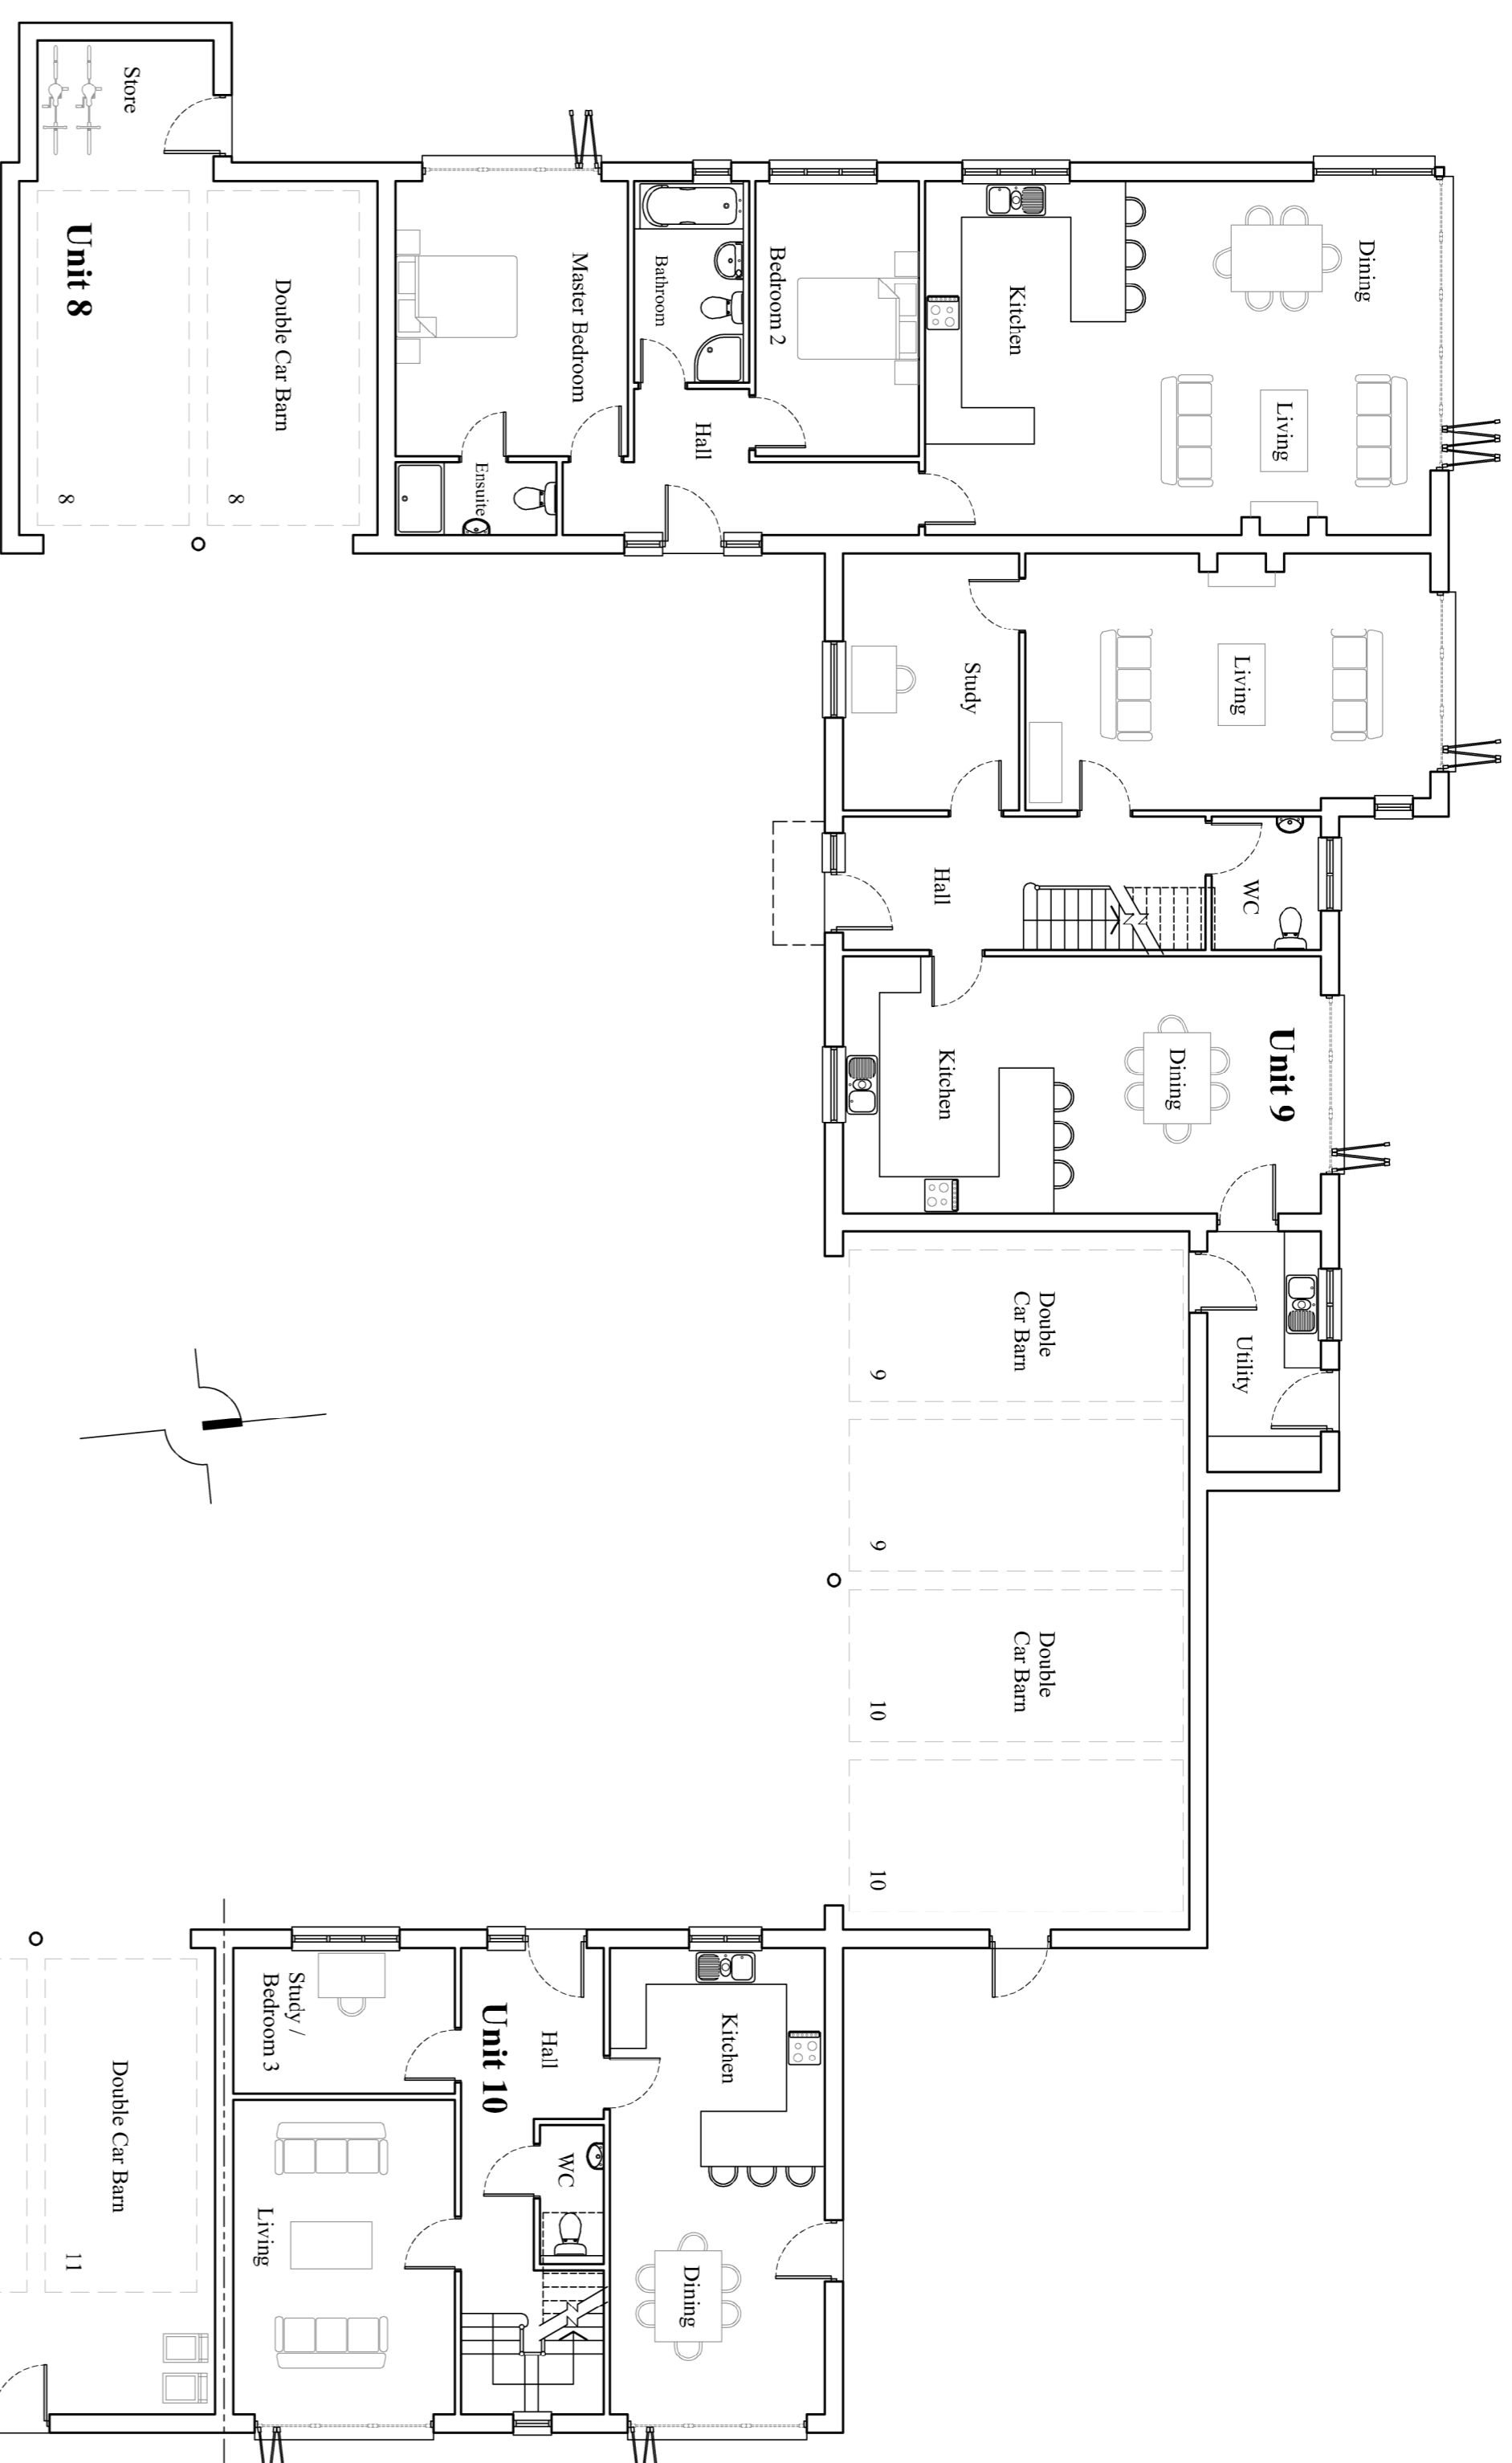 Store
Unit 8
Double Car Barn
8
8
Master Bedroom
Ensuite
Bathroom
Hall
Bedroom 2
Kitchen
Dining
Living
Living
Study
Hall
WC
Unit 9
Dining
Kitchen
Utility
Double
Car Barn
9
9
Double
Car Barn
10
10
Kitchen
Dining
Hall
Unit 10
WC
Study /
Bedroom 3
Living
Double Car Barn
11